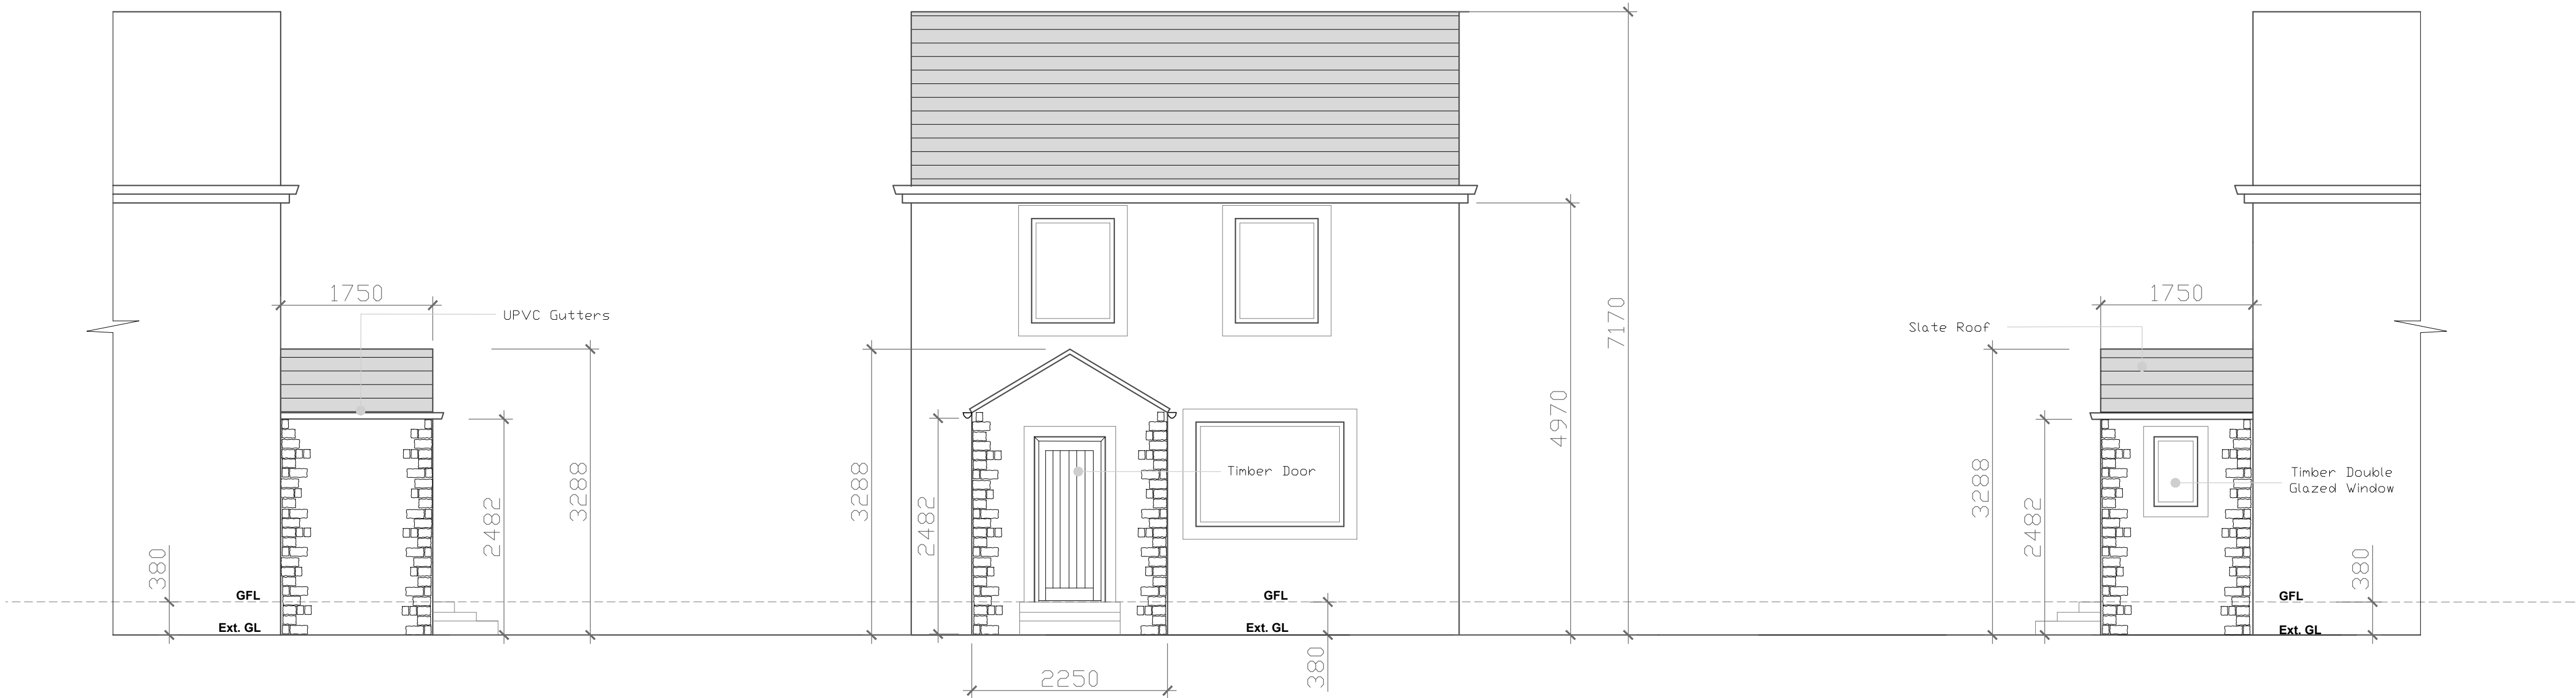 1750
UPVC Gutters
380
2482
3288
GFL
Ext. GL
3288
2482
Timber Door
GFL
Ext. GL
380
2250
4970
7170
1750
Slate Roof
3288
2482
Timber Double
Glazed Window
380
GFL
Ext. GL